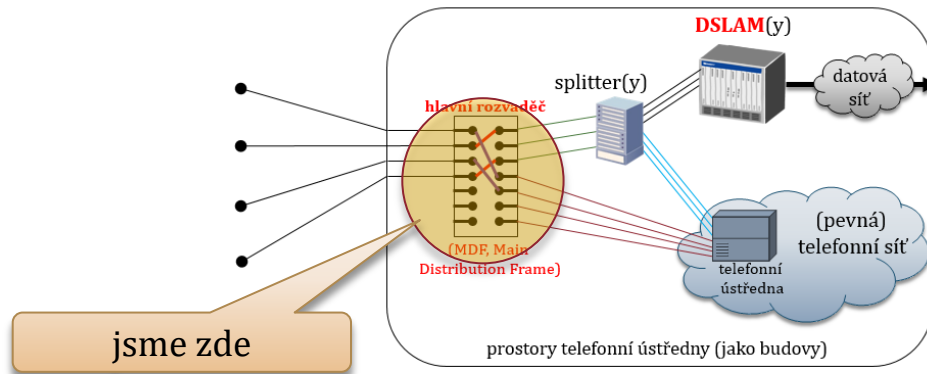 DSLAM(y)
splitter(y)
datová
síť
hlavní rozvaděč
(MDF, Main
Distribution Frame)
(pevná)
telefonní síť
telefonní
ústředna
jsme zde
prostory telefonní ústředny (jako budovy)